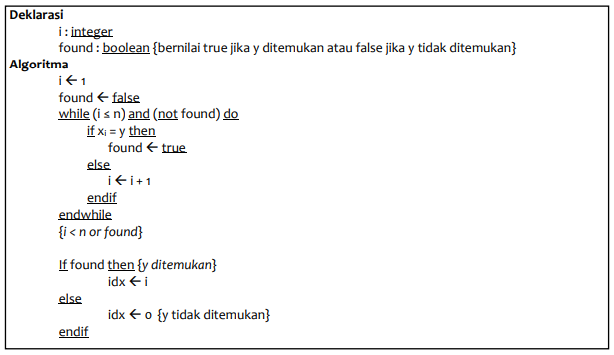 Deklarasi
i : integer
found : boolean {bernilai true jika y ditemukan atau false jika y tidak ditemukan}
Algoritma
i ← 1
found ← false
while (i ≤ n) and (not found) do
if xᵢ = y then
found ← true
else
i ← i + 1
endif
endwhile
{i < n or found}
If found then {y ditemukan}
idx ← i
else
idx ← 0 {y tidak ditemukan}
endif